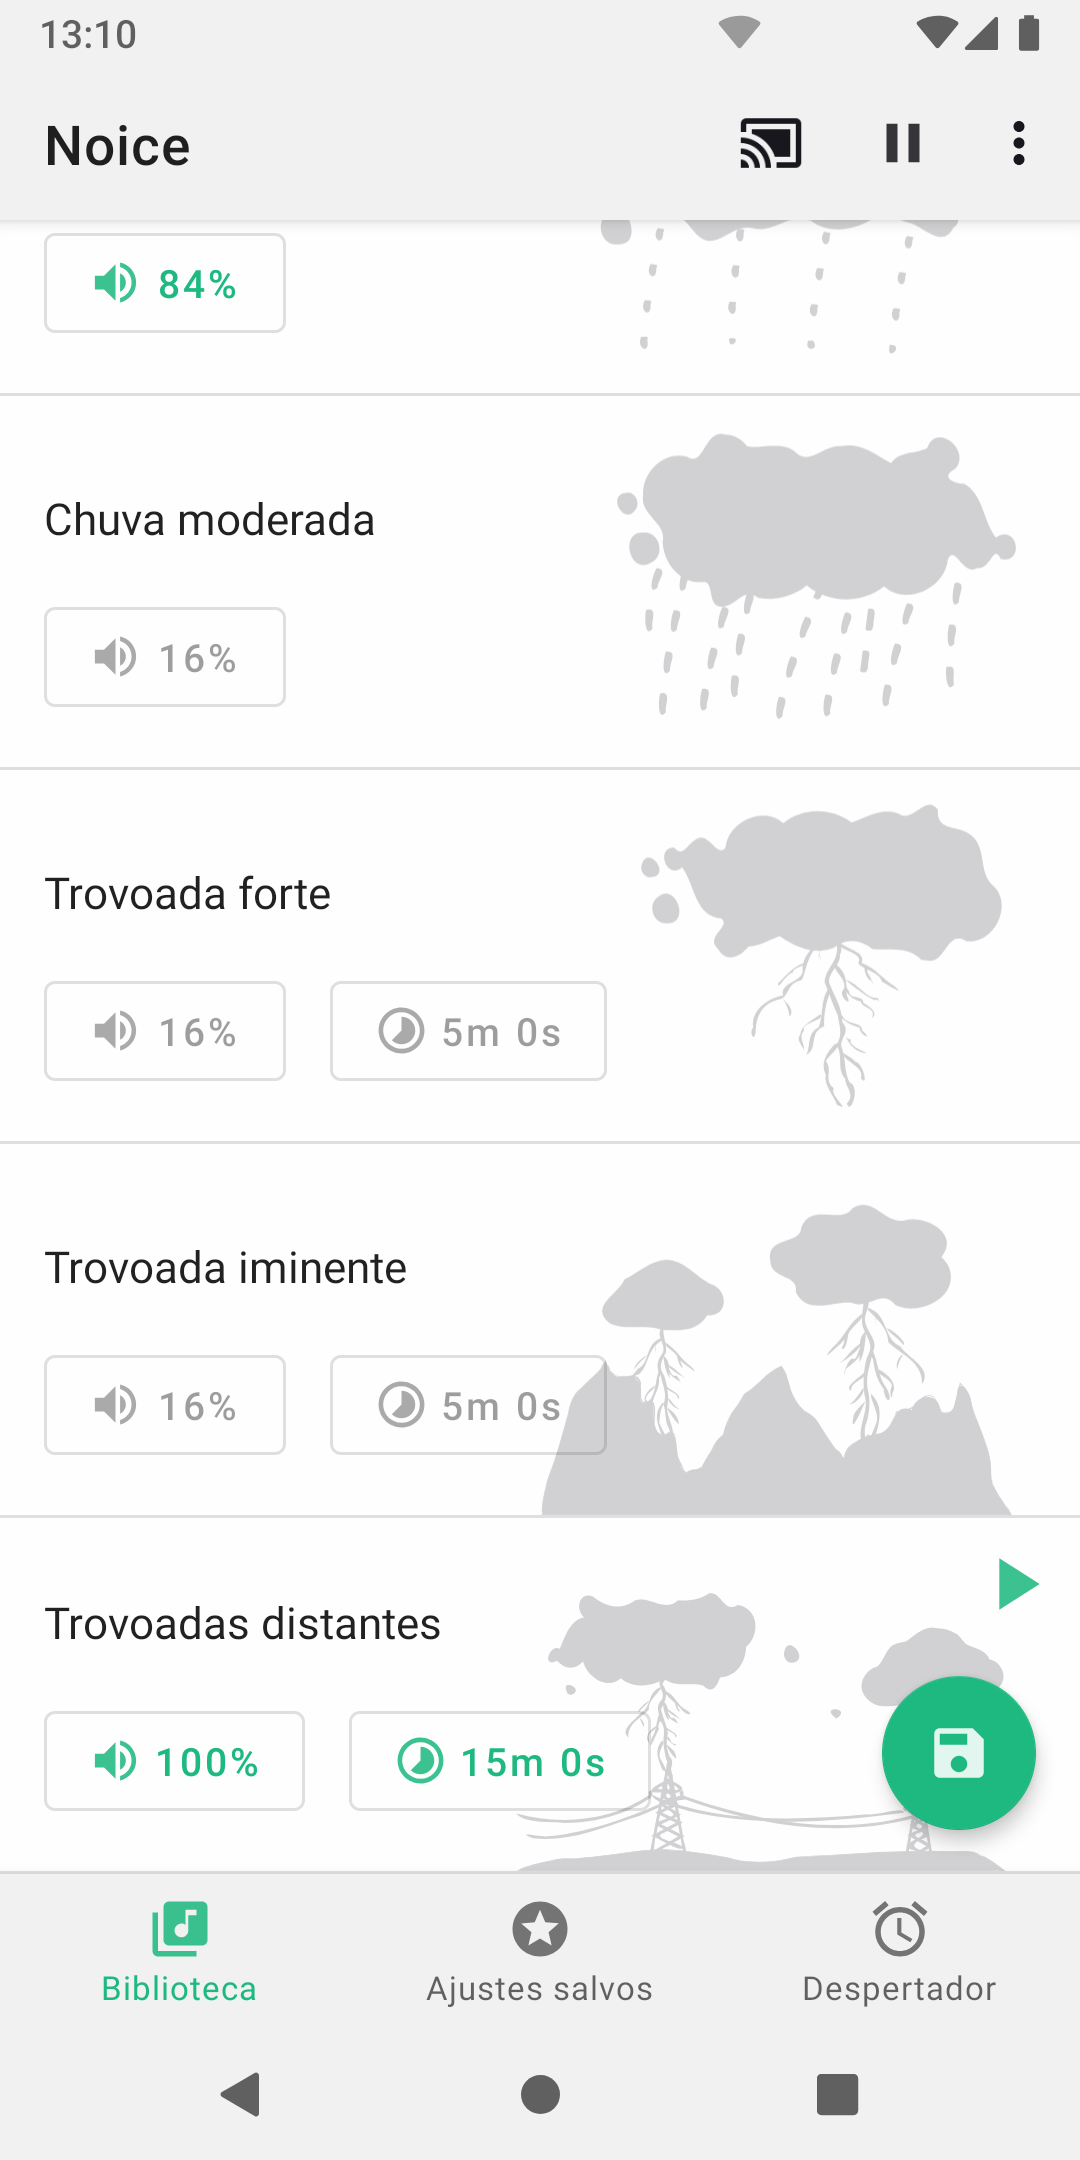 13:10
Noice
84%
Chuva moderada
16%
Trovoada forte
16% 5m 0s
Trovoada iminente
16% 5m 0s
Trovoadas distantes
100% 15m 0s
Biblioteca Ajustes salvos Despertador